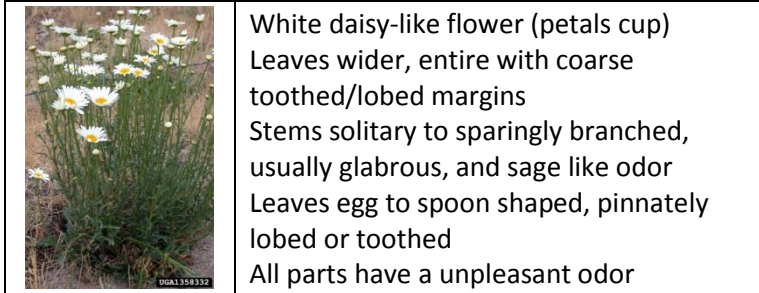 White daisy-like flower (petals cup)
Leaves wider, entire with coarse
toothed/lobed margins
Stems solitary to sparingly branched,
usually glabrous, and sage like odor
Leaves egg to spoon shaped, pinnately
lobed or toothed
All parts have a unpleasant odor
UGA1358332